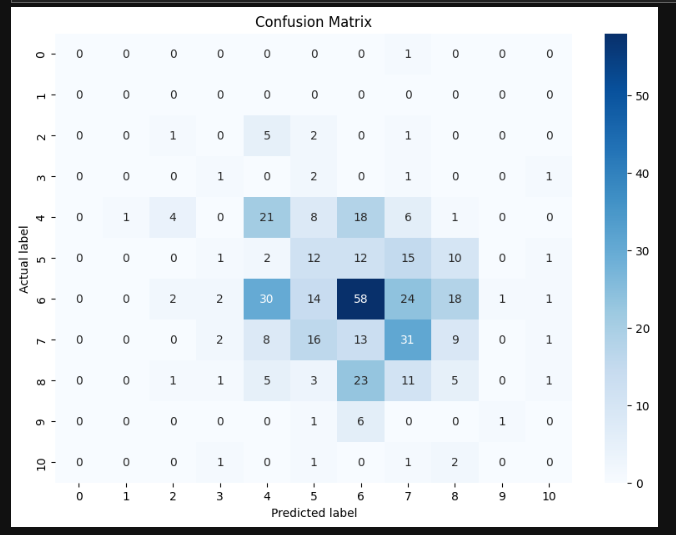 Confusion Matrix
0 0 0 0 0 0 0 1 0 0 0
1 0 0 0 0 0 0 0 0 0 0 0
2 0 0 1 0 5 2 0 1 0 0 0
3 0 0 0 1 0 2 0 1 0 0 1
4 0 1 4 0 21 8 18 6 1 0 0
5 0 0 0 1 2 12 12 15 10 0 1
6 0 0 2 2 30 14 58 24 18 1 1
7 0 0 0 2 8 16 13 31 9 0 1
8 0 0 1 1 5 3 23 11 5 0 1
9 0 0 0 0 0 1 6 0 0 1 0
10 0 0 0 1 0 1 0 1 2 0 0
0 1 2 3 4 5 6 7 8 9 10
Predicted label
Actual label
50
40
30
20
10
0